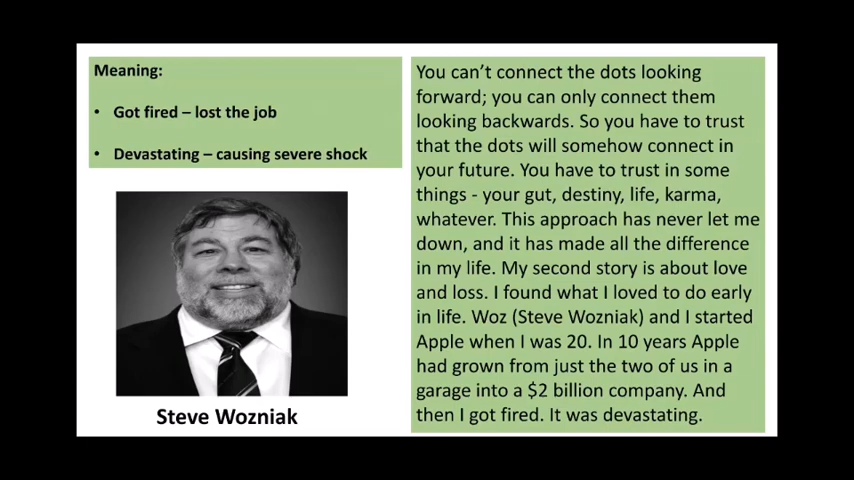 Meaning:
• Got fired – lost the job
• Devastating – causing severe shock
Steve Wozniak
You can’t connect the dots looking
forward; you can only connect them
looking backwards. So you have to trust
that the dots will somehow connect in
your future. You have to trust in some
things - your gut, destiny, life, karma,
whatever. This approach has never let me
down, and it has made all the difference
in my life. My second story is about love
and loss. I found what I loved to do early
in life. Woz (Steve Wozniak) and I started
Apple when I was 20. In 10 years Apple
had grown from just the two of us in a
garage into a $2 billion company. And
then I got fired. It was devastating.